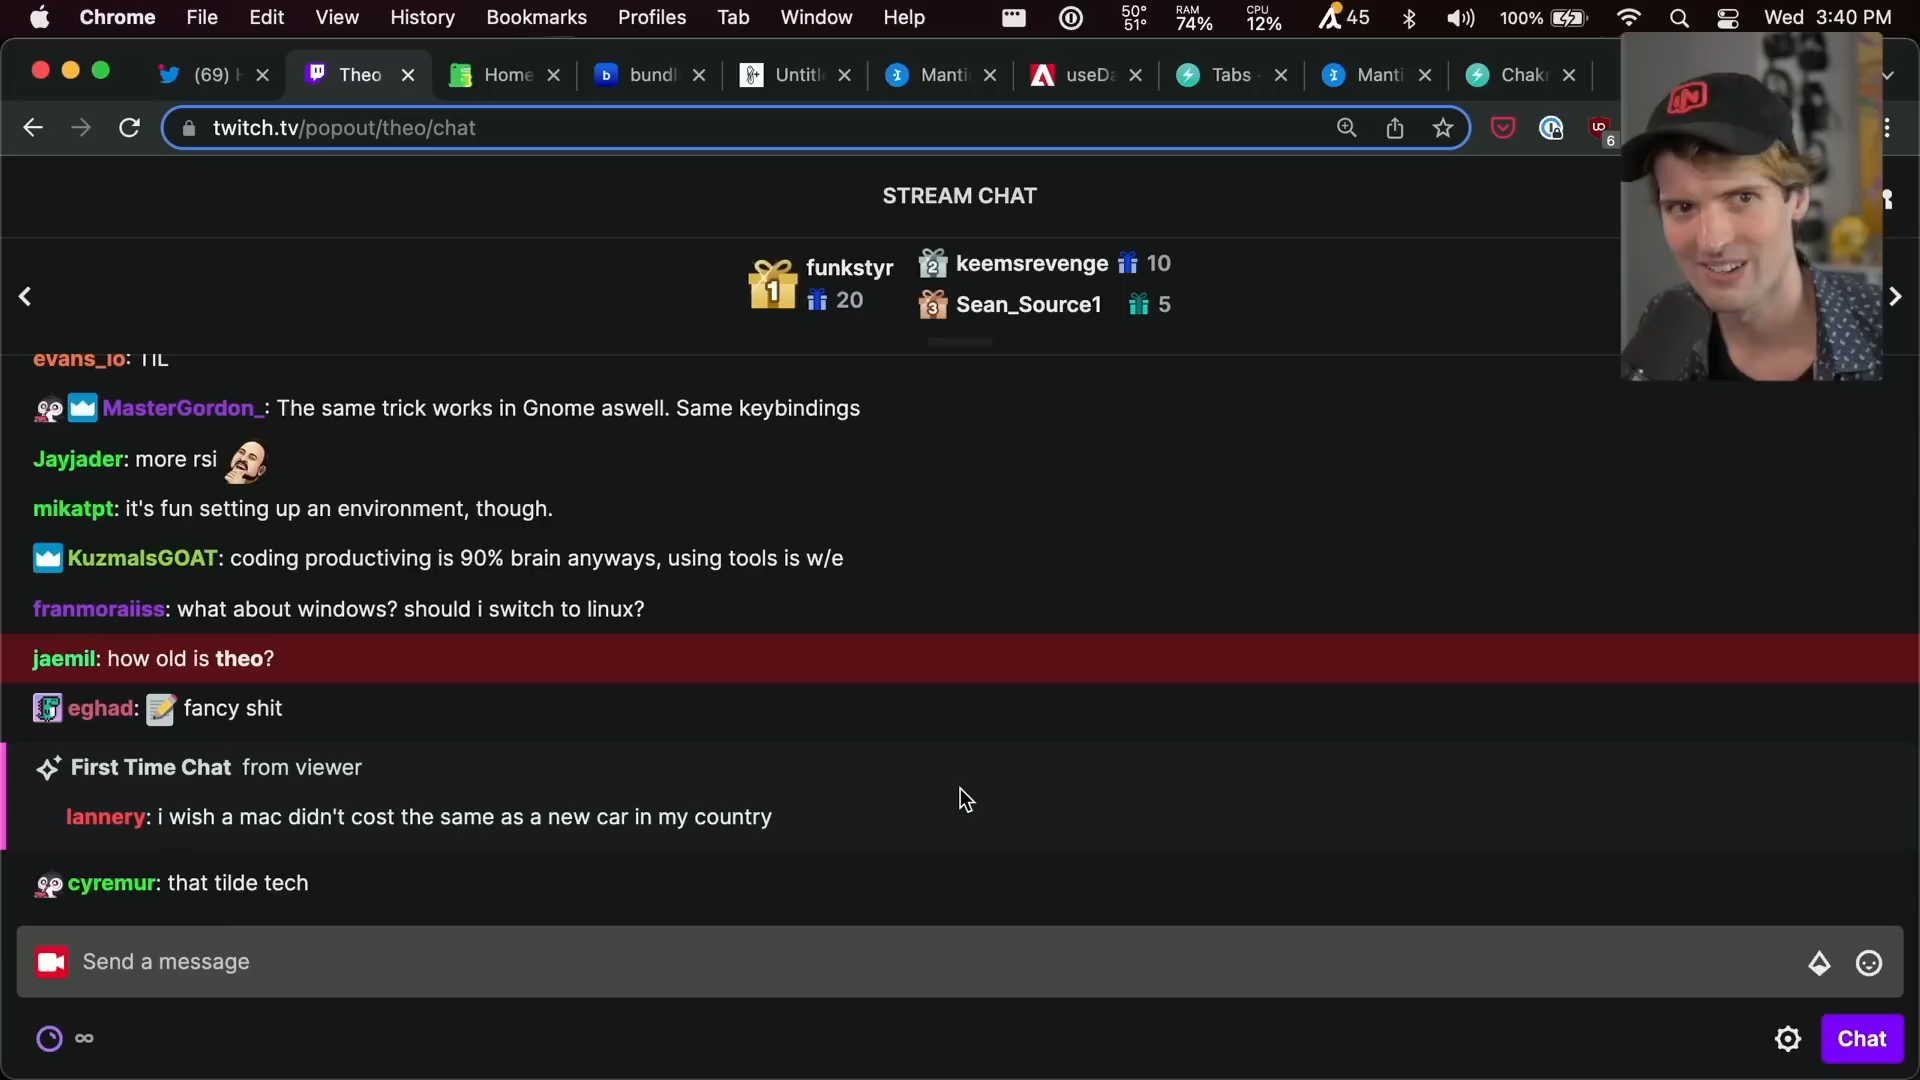 Chrome File Edit View History Bookmarks Profiles Tab Window Help 50° 51° RAM 74% CPU 12% 45 100% Wed 3:40 PM
(69) Theo Home bundl Untitl Manti useDa Tabs Manti Chakr
twitch.tv/popout/theo/chat
6
STREAM CHAT
1 funkstyr 20
2 keemsrevenge 10
3 Sean_Source1 5
evans_io: TIL
MasterGordon_: The same trick works in Gnome aswell. Same keybindings
Jayjader: more rsi
mikatpt: it's fun setting up an environment, though.
KuzmaIsGOAT: coding productiving is 90% brain anyways, using tools is w/e
franmoraiiss: what about windows? should i switch to linux?
jaemil: how old is theo?
eghad: fancy shit
First Time Chat from viewer
lannery: i wish a mac didn't cost the same as a new car in my country
cyremur: that tilde tech
Send a message
∞
Chat